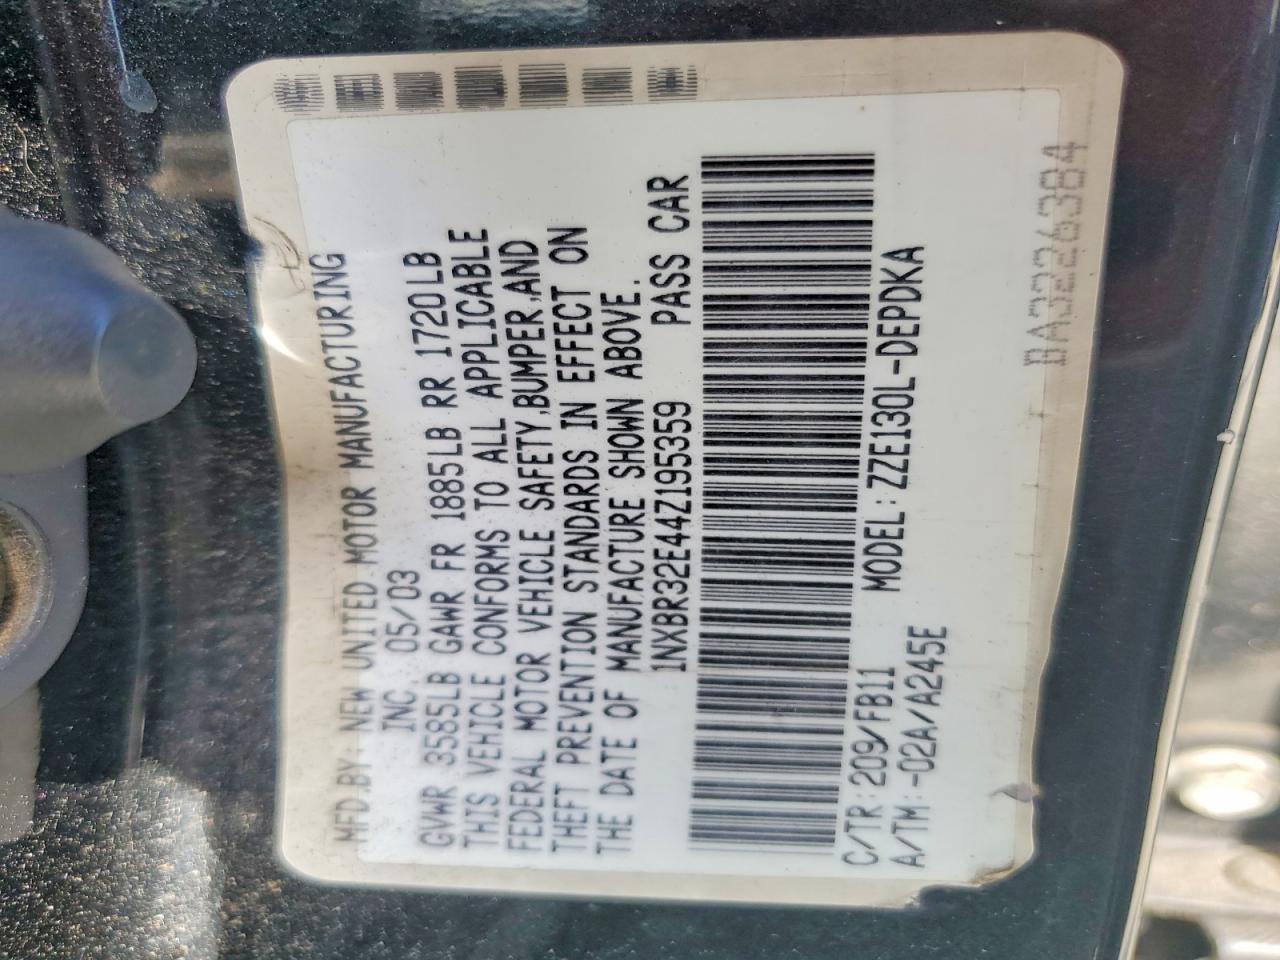 MFD.BY: NEW UNITED MOTOR MANUFACTURING
INC. 05/03
GVWR 3585LB GAWR FR 1885LB RR 1720LB
THIS VEHICLE CONFORMS TO ALL APPLICABLE
FEDERAL MOTOR VEHICLE SAFETY,BUMPER,AND
THEFT PREVENTION STANDARDS IN EFFECT ON
THE DATE OF MANUFACTURE SHOWN ABOVE.
1NXBR32E44Z195359 PASS CAR
C/TR:209/FB11 MODEL:ZZE130L-DEPDKA
A/TM:-02A/A245E
BA3226384